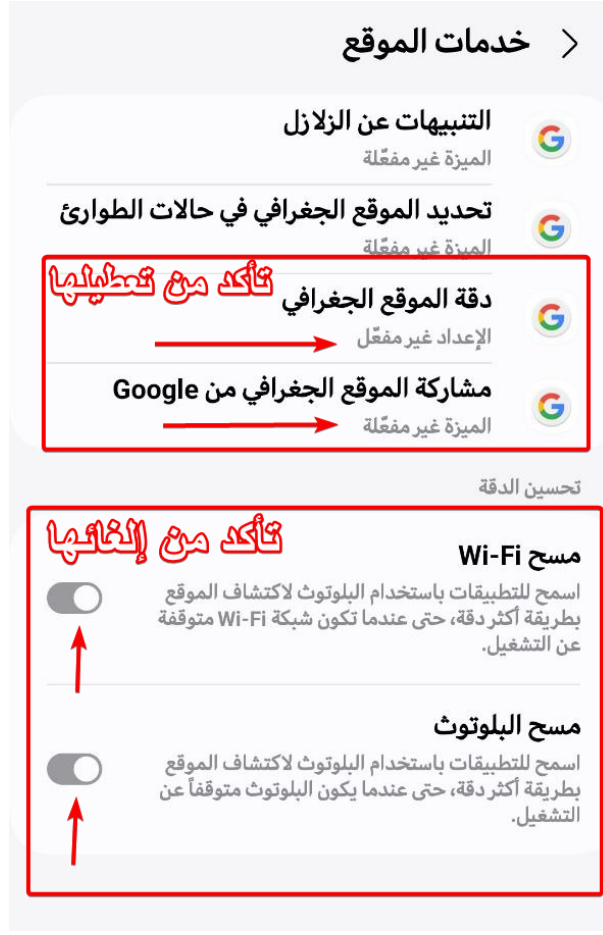 خدمات الموقع
التنبيهات عن الزلازل
الميزة غير مفعّلة
تحديد الموقع الجغرافي في حالات الطوارئ
الميزة غير مفعّلة
تأكد من تعطيلها
دقة الموقع الجغرافي
الإعداد غير مفعّل
مشاركة الموقع الجغرافي من Google
الميزة غير مفعّلة
تحسين الدقة
تأكد من إلغائها
مسح Wi-Fi
اسمح للتطبيقات باستخدام البلوتوث لاكتشاف الموقع
بطريقة أكثر دقة، حتى عندما تكون شبكة Wi-Fi متوقفة
عن التشغيل.
مسح البلوتوث
اسمح للتطبيقات باستخدام البلوتوث لاكتشاف الموقع
بطريقة أكثر دقة، حتى عندما يكون البلوتوث متوقفاً عن
التشغيل.